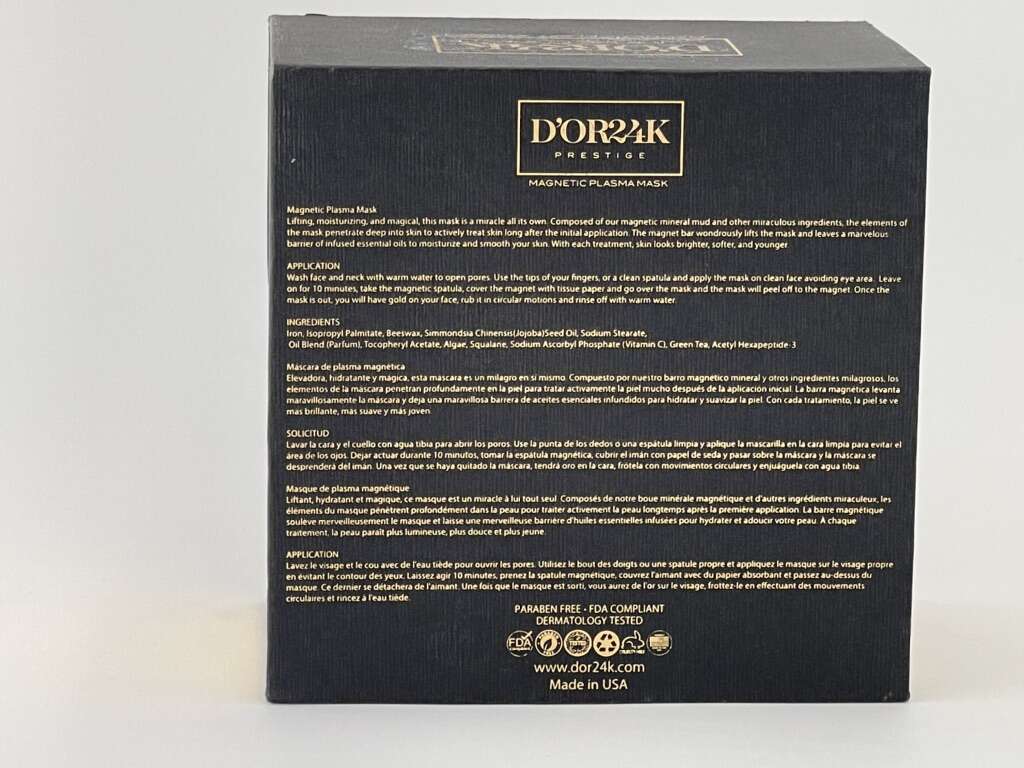 D'OR24K
D'OR24K
PRESTIGE
MAGNETIC PLASMA MASK
Magnetic Plasma Mask
Lifting, moisturizing, and magical, this mask is a miracle all its own. Composed of our magnetic mineral mud and other miraculous ingredients, the elements of
the mask penetrate deep into skin to actively treat skin long after the initial application. The magnet bar wondrously lifts the mask and leaves a marvelous
barrier of infused essential oils to moisturize and smooth your skin. With each treatment, skin looks brighter, softer, and younger
APPLICATION
Wash face and neck with warm water to open pores. Use the tips of your fingers, or a clean spatula and apply the mask on clean face avoiding eye area. Leave
on for 10 minutes, take the magnetic spatula, cover the magnet with tissue paper and go over the mask and the mask will peel off to the magnet. Once the
mask is out, you will have gold on your face, rub it in circular motions and rinse off with warm water.
INGREDIENTS
Iron, Isopropyl Palmitate, Beeswax, Simmondsia Chinensis(Jojoba)Seed Oil, Sodium Stearate,
Oil Blend (Parfum), Tocopheryl Acetate, Algae, Squalane, Sodium Ascorbyl Phosphate (Vitamin C), Green Tea, Acetyl Hexapeptide-3
Máscara de plasma magnética
Elevadora, hidratante y mágica, esta mascara es un milagro en si mismo. Compuesto por nuestro barro magnético mineral y otros ingredientes milagrosos, los
elementos de la máscara penetran profundamente en la piel para tratar activamente la piel mucho después de la aplicación inicial. La barra magnética levanta
maravillosamente la máscara y deja una maravillosa barrera de aceites esenciales infundidos para hidratar y suavizar la piel. Con cada tratamiento, la piel se ve
mas brillante, más suave y más joven.
SOLICITUD
Lavar la cara y el cuello con agua tibia para abrir los poros. Use la punta de los dedos o una espátula limpia y aplique la mascarilla en la cara limpia para evitar el
área de los ojos. Dejar actuar durante 10 minutos, tomar la espátula magnética, cubrir el imán con papel de seda y pasar sobre la máscara y la máscara se
desprenderá del imán. Una vez que se haya quitado la máscara, tendrá oro en la cara, frótela con movimientos circulares y enjuáguela con agua tibia.
Masque de plasma magnétique
Liftant, hydratant et magique, ce masque est un miracle à lui tout seul. Composés de notre boue minérale magnétique et d'autres ingrédients miraculeux, les
éléments du masque pénètrent profondément dans la peau pour traiter activement la peau longtemps après la première application. La barre magnétique
soulève merveilleusement le masque et laisse une merveilleuse barrière d'huiles essentielles infusées pour hydrater et adoucir votre peau. À chaque
traitement, la peau paraît plus lumineuse, plus douce et plus jeune.
APPLICATION
Lavez le visage et le cou avec de l'eau tiède pour ouvrir les pores. Utilisez le bout des doigts ou une spatule propre et appliquez le masque sur le visage propre
en évitant le contour des yeux. Laissez agir 10 minutes, prenez la spatule magnétique, couvrez l'aimant avec du papier absorbant et passez au-dessus du
masque. Ce dernier se détachera de l'aimant. Une fois que le masque est sorti, vous aurez de l'or sur le visage, frottez-le en effectuant des mouvements
circulaires et rincez à l'eau tiède.
PARABEN FREE • FDA COMPLIANT
DERMATOLOGY TESTED
FDA TESTED
www.dor24k.com
Made in USA